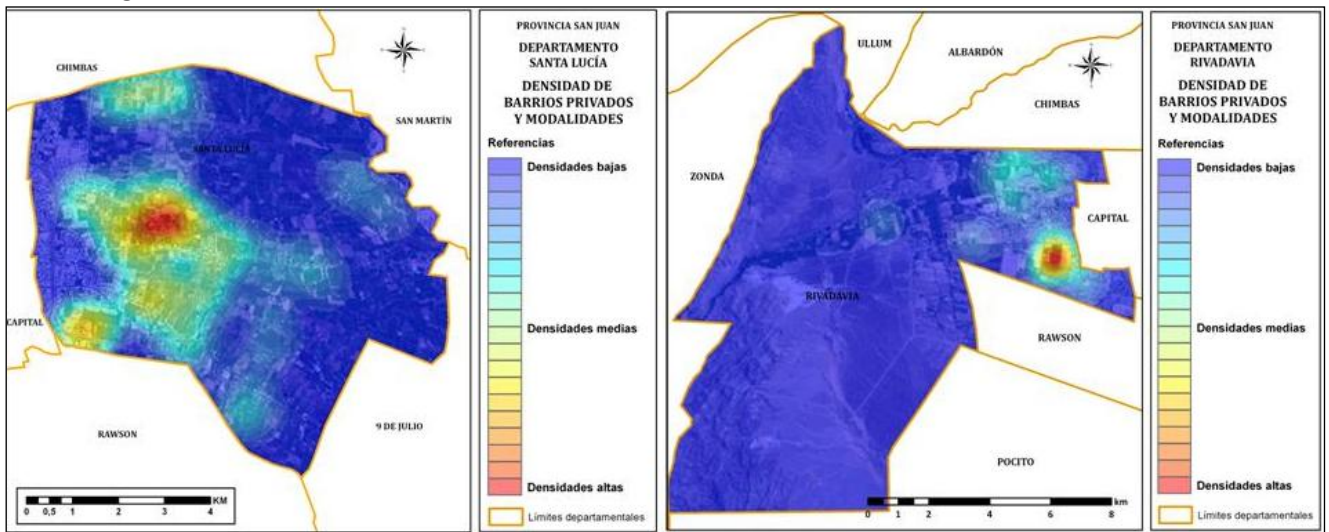 CHIMBAS
SAN MARTÍN
SANTA LUCÍA
CAPITAL
RAWSON
9 DE JULIO
KM
0 0,5 1 2 3 4
PROVINCIA SAN JUAN
DEPARTAMENTO
SANTA LUCÍA
DENSIDAD DE
BARRIOS PRIVADOS
Y MODALIDADES
Referencias
Densidades bajas
Densidades medias
Densidades altas
Límites departamentales
ULLUM
ALBARDÓN
CHIMBAS
ZONDA
CAPITAL
RIVADAVIA
RAWSON
POCITO
km
0 1 2 4 6 8
PROVINCIA SAN JUAN
DEPARTAMENTO
RIVADAVIA
DENSIDAD DE
BARRIOS PRIVADOS
Y MODALIDADES
Referencias
Densidades bajas
Densidades medias
Densidades altas
Límites departamentales